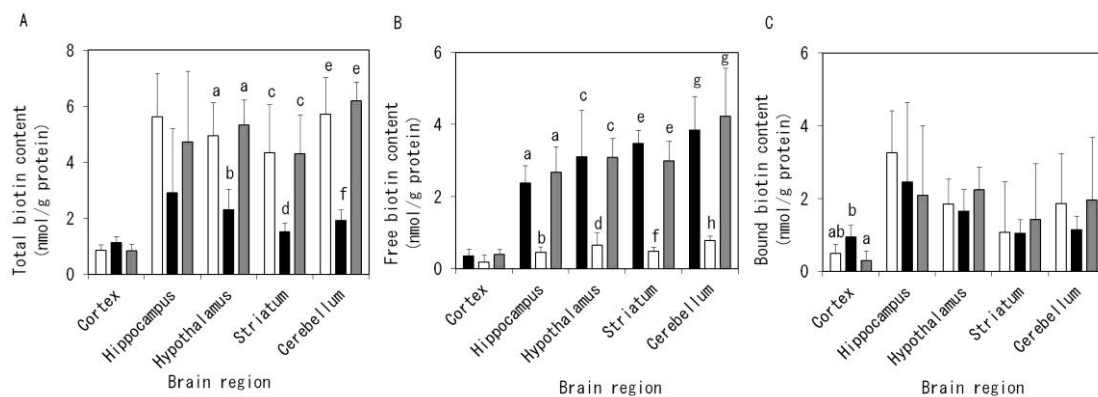 A
Total biotin content
(nmol/g protein)
8
6
4
2
0
a
a
b
c
c
d
e
e
f
Cortex
Hippocampus
Hypothalamus
Striatum
Cerebellum
Brain region
B
Free biotin content
(nmol/g protein)
6
4
2
0
a
a
b
c
c
d
e
e
f
g
g
h
Cortex
Hippocampus
Hypothalamus
Striatum
Cerebellum
Brain region
C
Bound biotin content
(nmol/g protein)
6
4
2
0
ab
b
a
Cortex
Hippocampus
Hypothalamus
Striatum
Cerebellum
Brain region